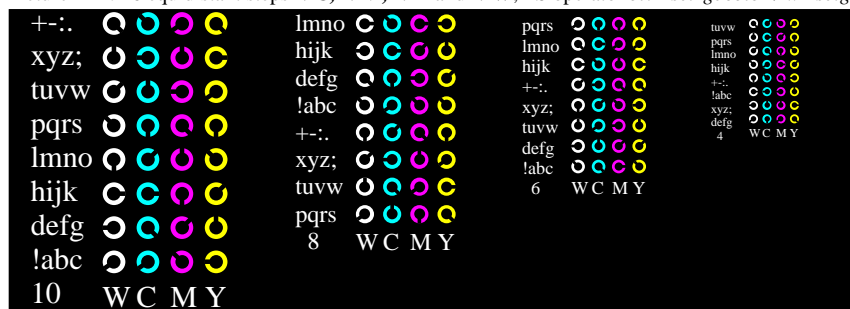 +-:.
xyz;
tuvw
pqrs
lmno
hijk
defg
!abc
10 W C M Y
lmno
hijk
defg
!abc
+-:.
xyz;
tuvw
pqrs
8 W C M Y
pqrs
lmno
hijk
+-:.
xyz;
tuvw
defg
!abc
6 W C M Y
tuvw
pqrs
lmno
hijk
+-:.
!abc
xyz;
defg
4 W C M Y